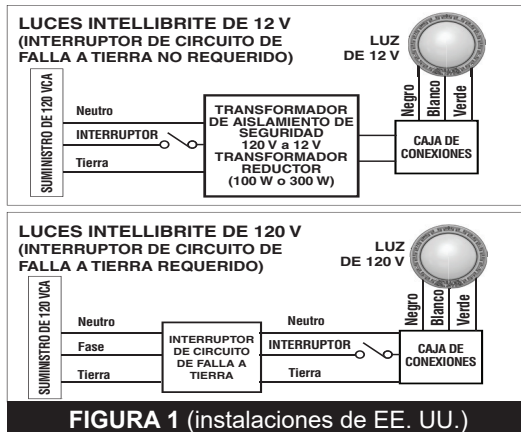 LUCES INTELLIBRITE DE 12 V
(INTERRUPTOR DE CIRCUITO DE
FALLA A TIERRA NO REQUERIDO)
LUZ
DE 12 V
SUMINISTRO DE 120 VCA
Neutro
INTERRUPTOR
Tierra
TRANSFORMADOR
DE AISLAMIENTO DE
SEGURIDAD
120 V a 12 V
TRANSFORMADOR
REDUCTOR
(100 W o 300 W)
Negro
Blanco
Verde
CAJA DE
CONEXIONES
LUCES INTELLIBRITE DE 120 V
(INTERRUPTOR DE CIRCUITO DE
FALLA A TIERRA REQUERIDO)
LUZ
DE 120 V
SUMINISTRO DE 120 VCA
Neutro
Fase
Tierra
INTERRUPTOR
DE CIRCUITO
DE FALLA A
TIERRA
Neutro
INTERRUPTOR
Tierra
Negro
Blanco
Verde
CAJA DE
CONEXIONES
FIGURA 1 (instalaciones de EE. UU.)